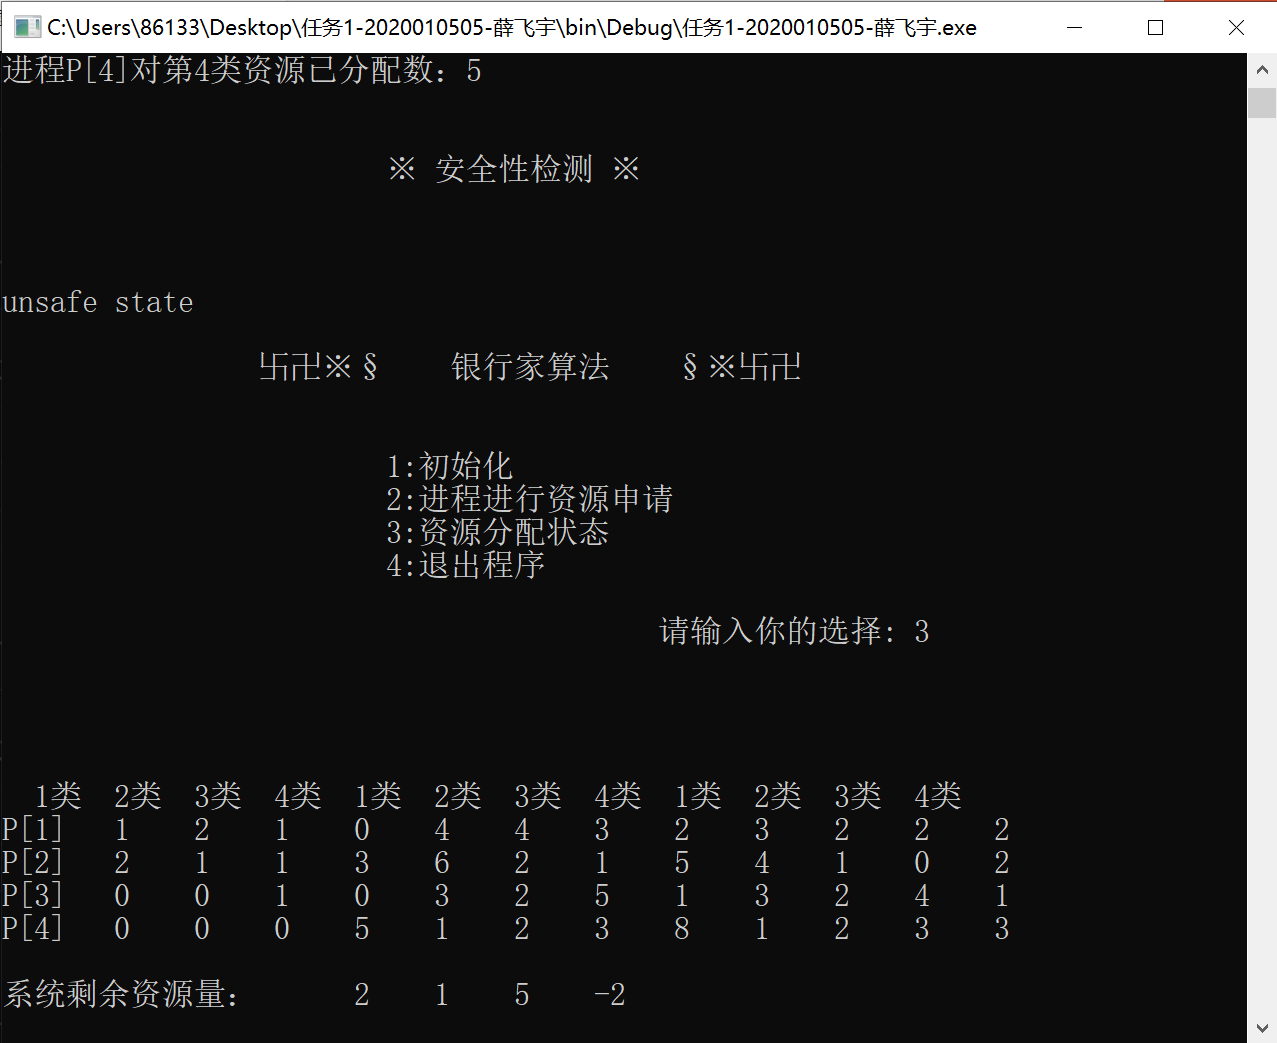 C:\Users\86133\Desktop\任务1-2020010505-薛飞宇\bin\Debug\任务1-2020010505-薛飞宇.exe
进程P[4]对第4类资源已分配数：5
※ 安全性检测 ※
unsafe state
卐卍※§ 银行家算法 §※卐卍
1:初始化
2:进程进行资源申请
3:资源分配状态
4:退出程序
请输入你的选择: 3
1类 2类 3类 4类 1类 2类 3类 4类 1类 2类 3类 4类
P[1] 1 2 1 0 4 4 3 2 3 2 2 2
P[2] 2 1 1 3 6 2 1 5 4 1 0 2
P[3] 0 0 1 0 3 2 5 1 3 2 4 1
P[4] 0 0 0 5 1 2 3 8 1 2 3 3
系统剩余资源量： 2 1 5 -2